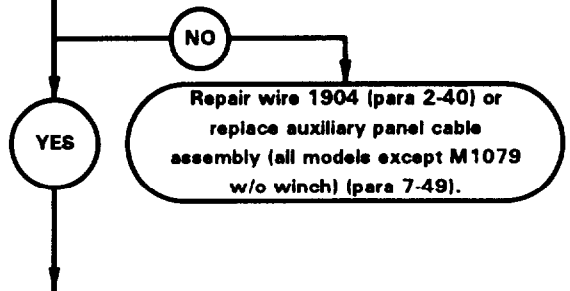 NO
YES
Repair wire 1904 (para 2-40) or
replace auxiliary panel cable
assembly (all models except M1079
w/o winch) (para 7-49).